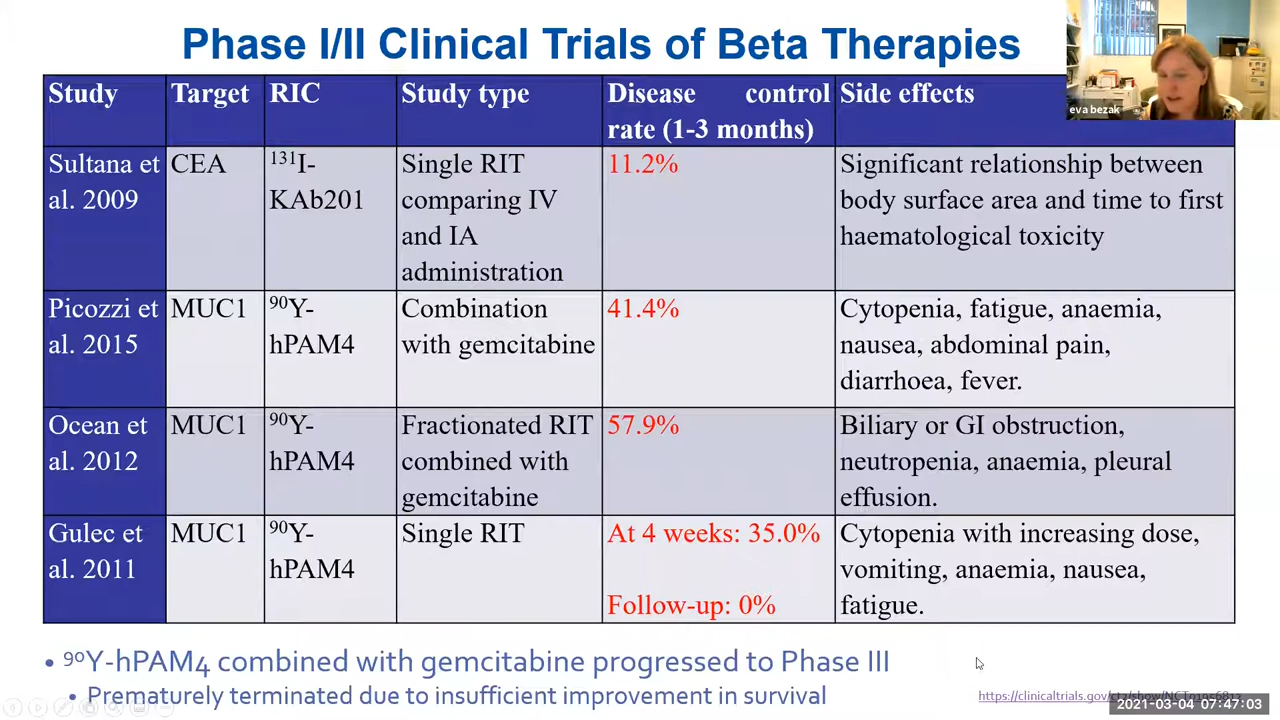 Phase I/II Clinical Trials of Beta Therapies
eva bezak
Study Target RIC Study type Disease control rate (1-3 months) Side effects
Sultana et al. 2009
CEA
131I-
KAb201
Single RIT
comparing IV
and IA
administration
11.2%
Significant relationship between
body surface area and time to first
haematological toxicity
Picozzi et
al. 2015
MUC1
90Y-
hPAM4
Combination
with gemcitabine
41.4%
Cytopenia, fatigue, anaemia,
nausea, abdominal pain,
diarrhoea, fever.
Ocean et
al. 2012
MUC1
90Y-
hPAM4
Fractionated RIT
combined with
gemcitabine
57.9%
Biliary or GI obstruction,
neutropenia, anaemia, pleural
effusion.
Gulec et
al. 2011
MUC1
90Y-
hPAM4
Single RIT
At 4 weeks: 35.0%
Follow-up: 0%
Cytopenia with increasing dose,
vomiting, anaemia, nausea,
fatigue.
• 90Y-hPAM4 combined with gemcitabine progressed to Phase III
• Prematurely terminated due to insufficient improvement in survival
2021-03-04 07:47:03